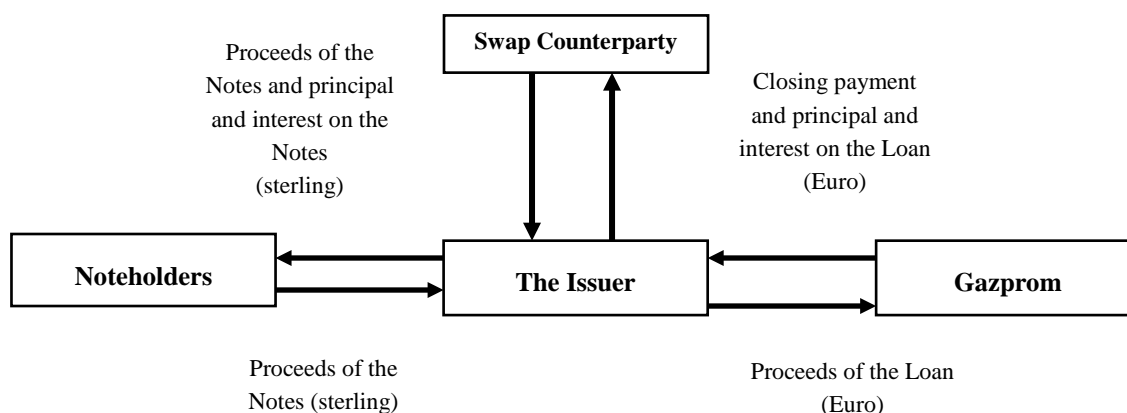 Swap Counterparty
Proceeds of the
Notes and principal
and interest on the
Notes
(sterling)
Closing payment
and principal and
interest on the Loan
(Euro)
Noteholders
The Issuer
Gazprom
Proceeds of the
Notes (sterling)
Proceeds of the Loan
(Euro)